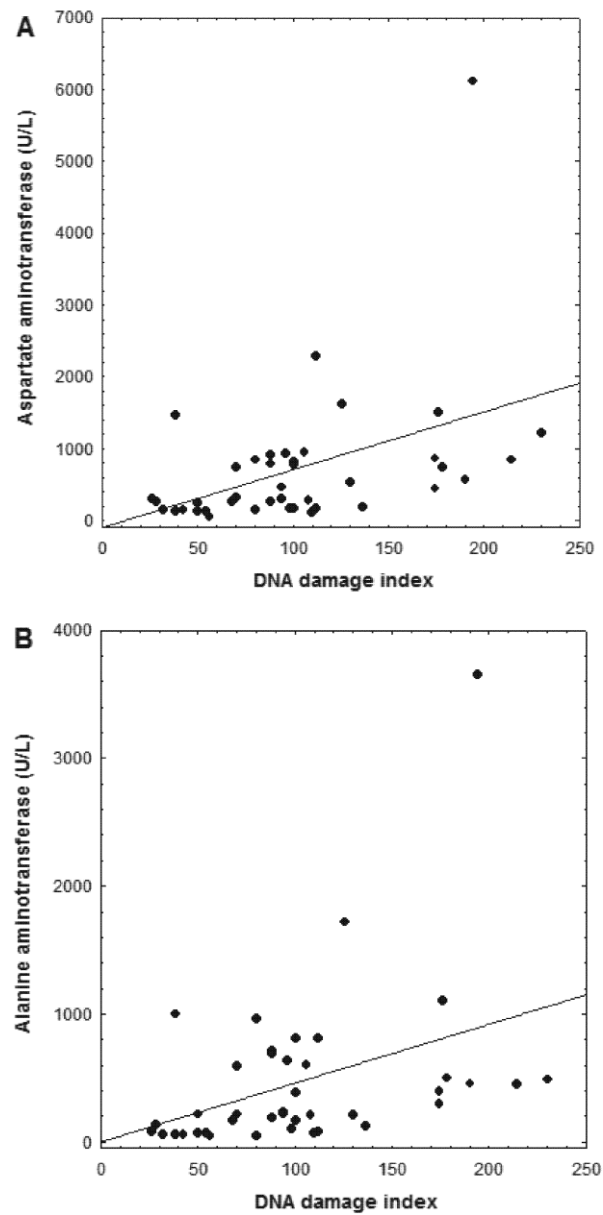 A
7000
6000
5000
4000
3000
2000
1000
0
Aspartate aminotransferase (U/L)
0 50 100 150 200 250
DNA damage index
B
4000
3000
2000
1000
0
Alanine aminotransferase (U/L)
0 50 100 150 200 250
DNA damage index